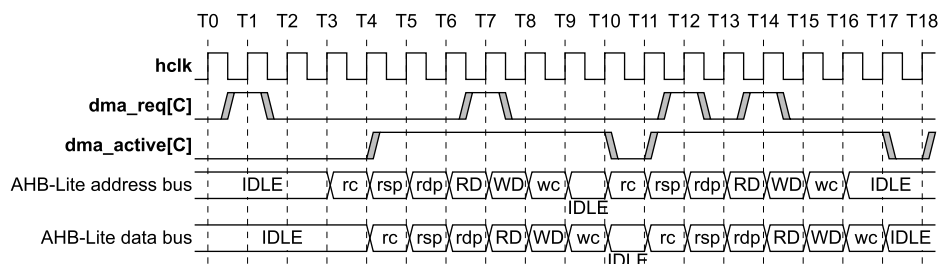 T0 T1 T2 T3 T4 T5 T6 T7 T8 T9 T10 T11 T12 T13 T14 T15 T16 T17 T18
hclk
dma_req[C]
dma_active[C]
AHB-Lite address bus IDLE rc rsp rdp RD WD wc rc rsp rdp RD WD wc IDLE
IDLE
AHB-Lite data bus IDLE rc rsp rdp RD WD wc rc rsp rdp RD WD wc IDLE
IDLE